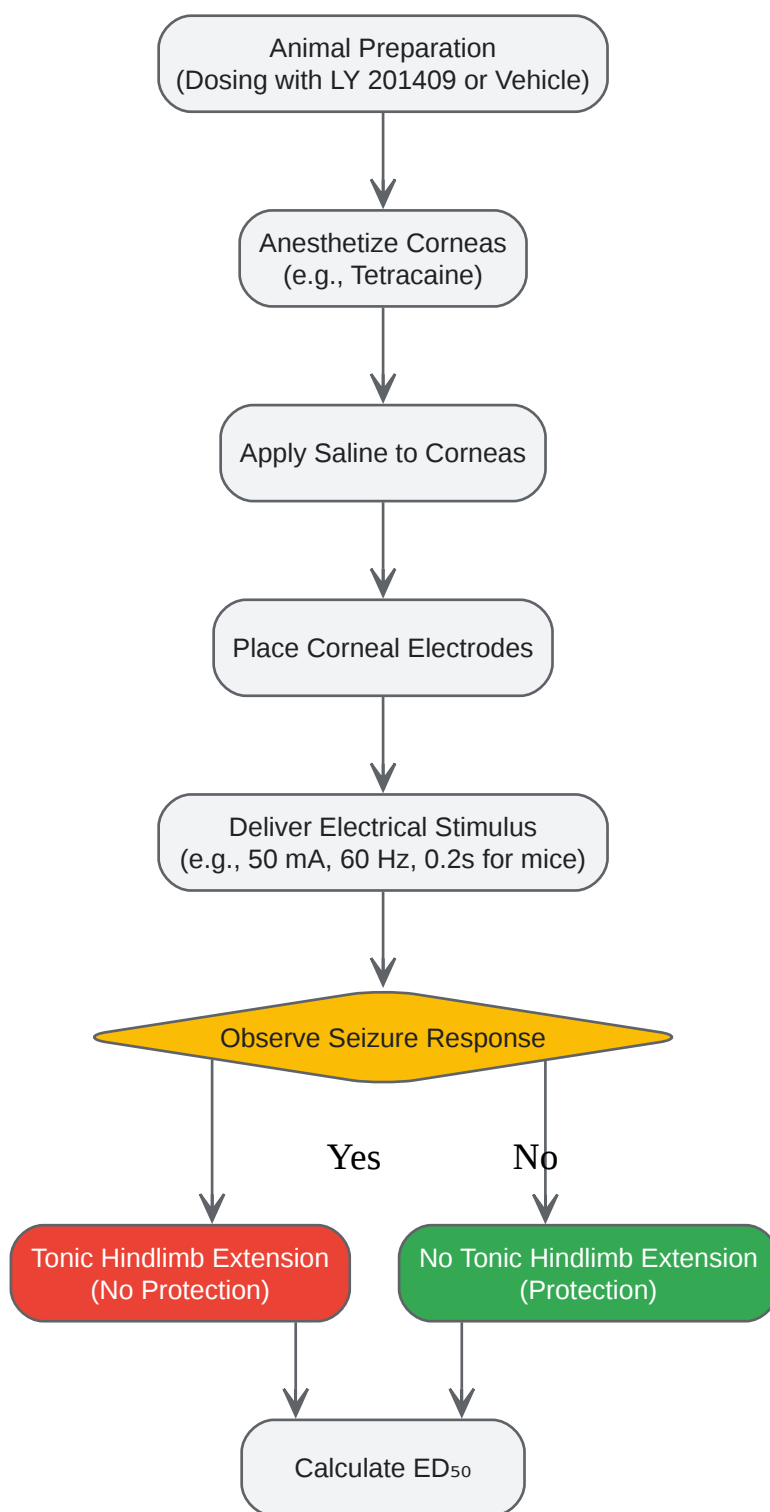 Animal Preparation
(Dosing with LY 201409 or Vehicle)
Anesthetize Corneas
(e.g., Tetracaine)
Apply Saline to Corneas
Place Corneal Electrodes
Deliver Electrical Stimulus
(e.g., 50 mA, 60 Hz, 0.2s for mice)
Observe Seizure Response
Yes
No
Tonic Hindlimb Extension
(No Protection)
No Tonic Hindlimb Extension
(Protection)
Calculate ED₅₀